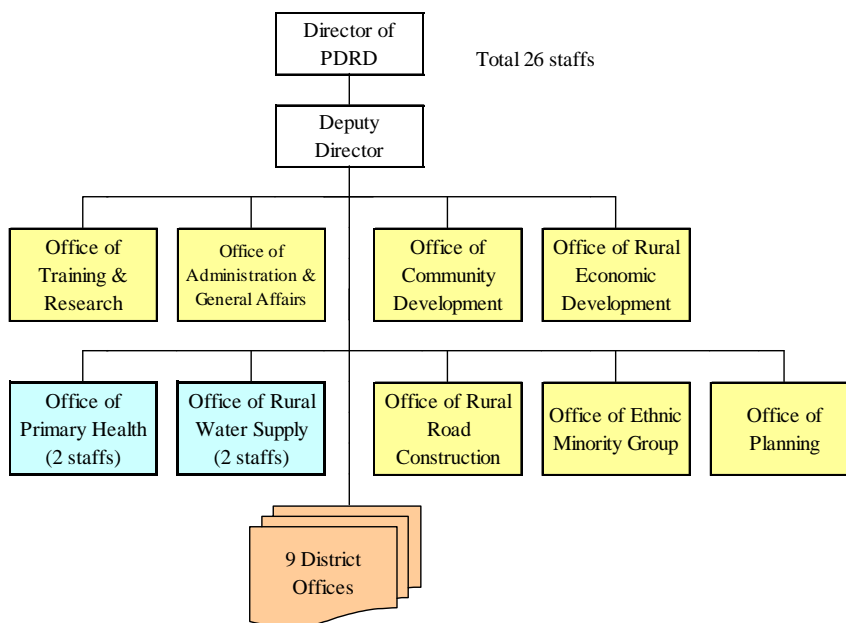 Director of
PDRD
Total 26 staffs
Deputy
Director
Office of
Training &
Research
Office of
Administration &
General Affairs
Office of
Community
Development
Office of Rural
Economic
Development
Office of
Primary Health
(2 staffs)
Office of Rural
Water Supply
(2 staffs)
Office of Rural
Road
Construction
Office of Ethnic
Minority Group
Office of
Planning
9 District
Offices